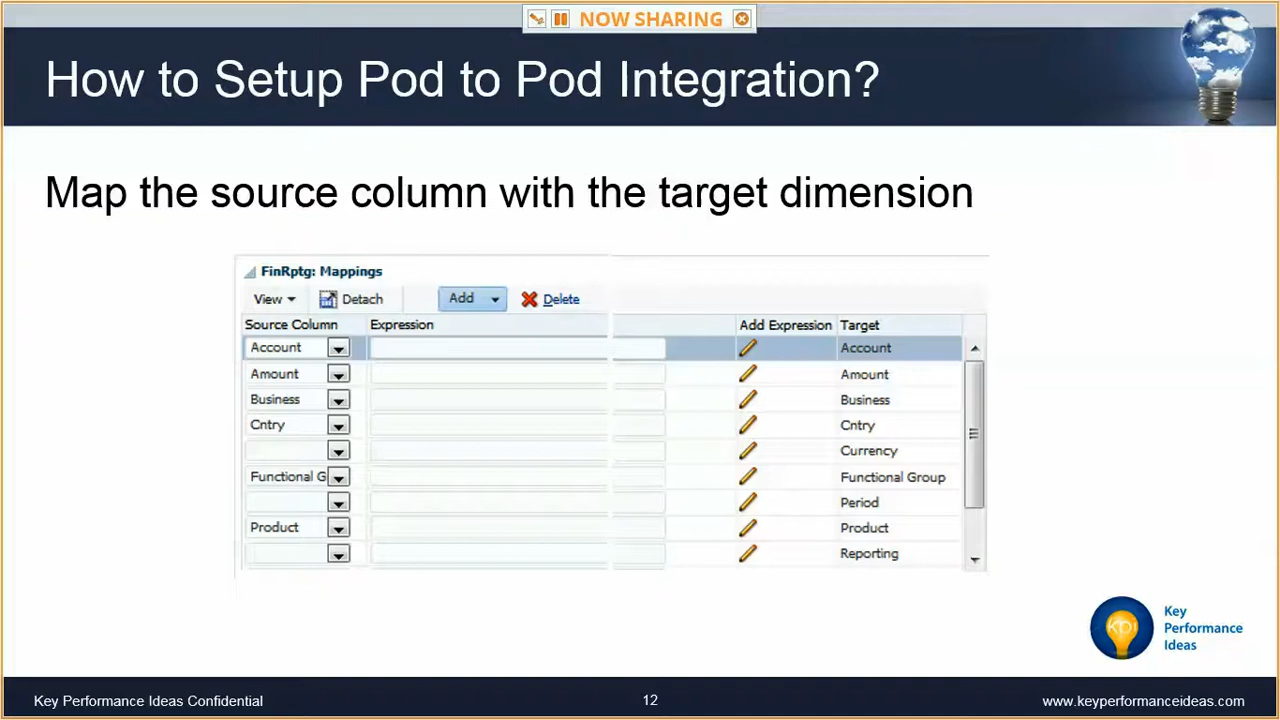 NOW SHARING
How to Setup Pod to Pod Integration?
Map the source column with the target dimension
FinRptg: Mappings
View Detach Add Delete
Source Column Expression Add Expression Target
Account Account
Amount Amount
Business Business
Cntry Cntry
Currency
Functional G Functional Group
Period
Product Product
Reporting
KPI
Key
Performance
Ideas
Key Performance Ideas Confidential 12 www.keyperformanceideas.com